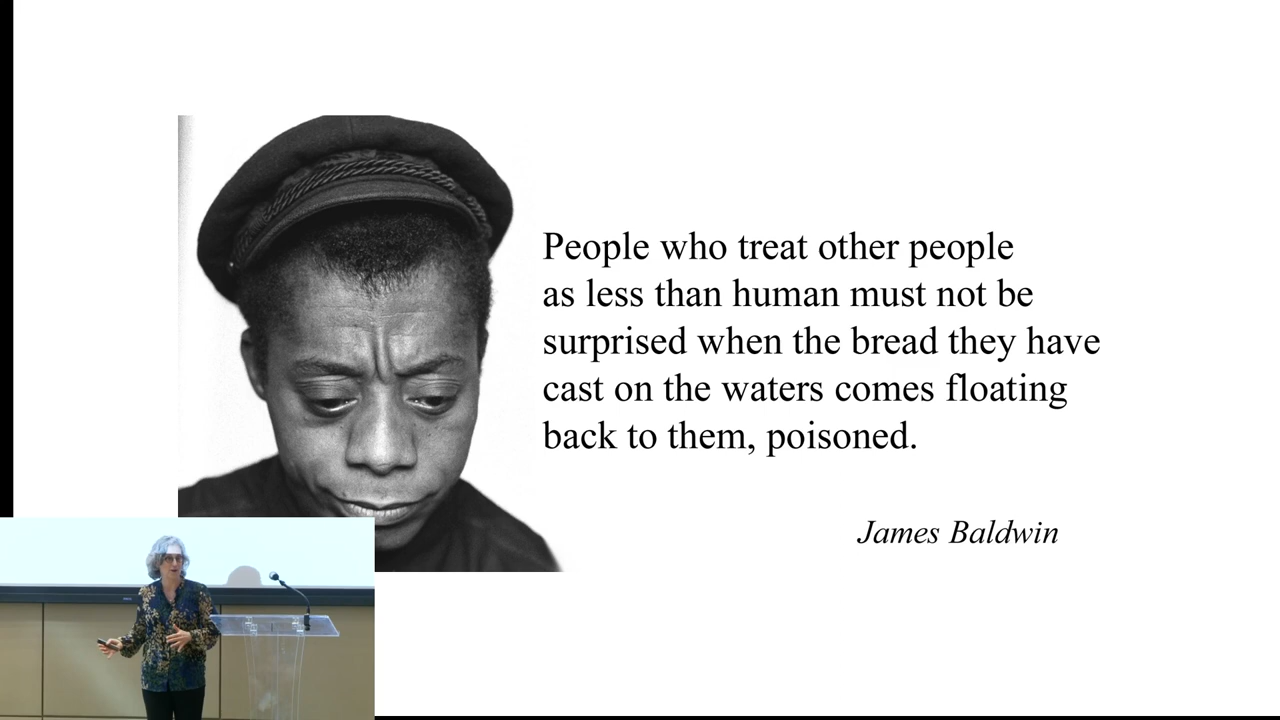 People who treat other people
as less than human must not be
surprised when the bread they have
cast on the waters comes floating
back to them, poisoned.
James Baldwin